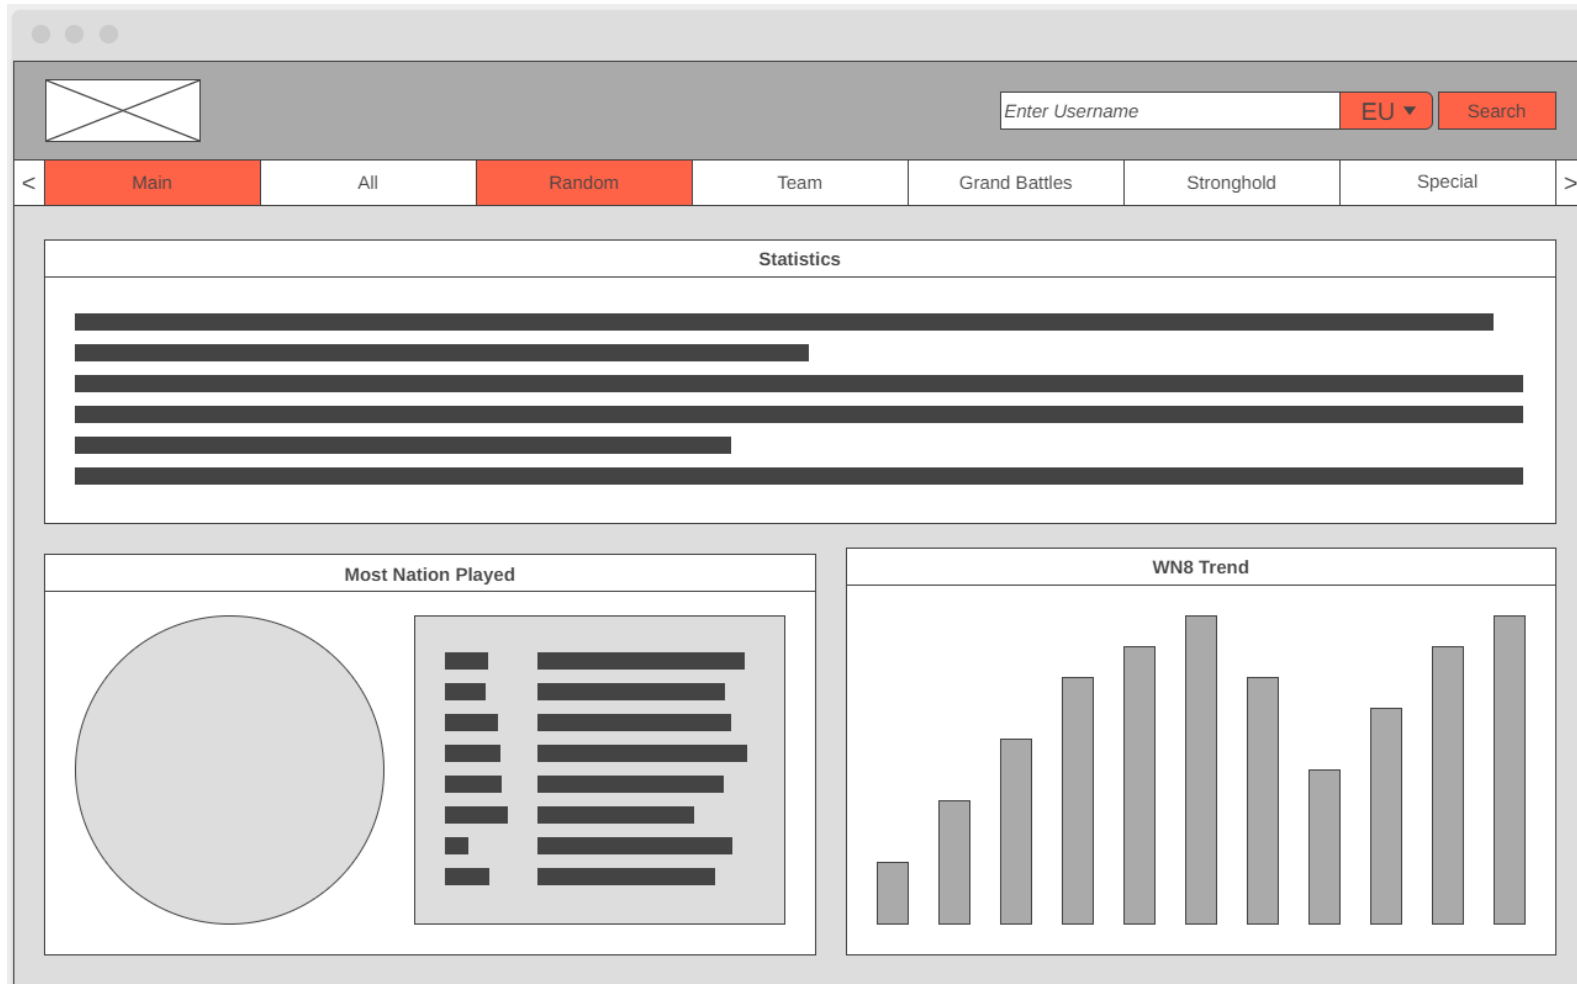 Enter Username
EU
Search
<
Main
All
Random
Team
Grand Battles
Stronghold
Special
>
Statistics
Most Nation Played
WN8 Trend